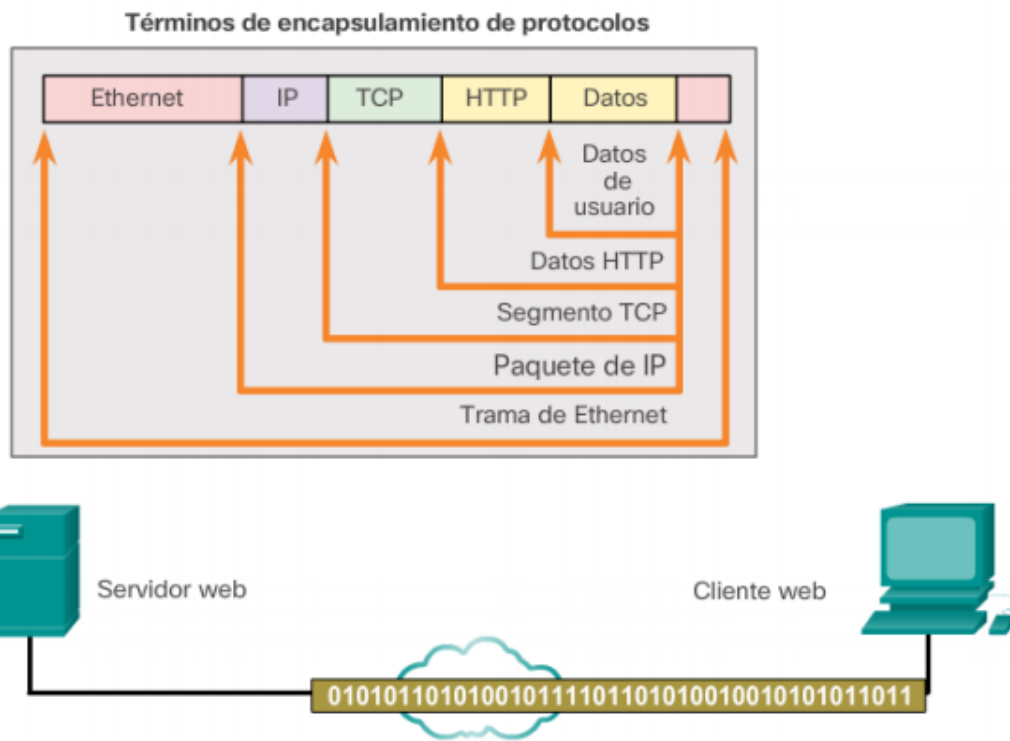 Términos de encapsulamiento de protocolos
Ethernet IP TCP HTTP Datos
Datos
de
usuario
Datos HTTP
Segmento TCP
Paquete de IP
Trama de Ethernet
Servidor web
Cliente web
010101101010010111101101010010010101011011